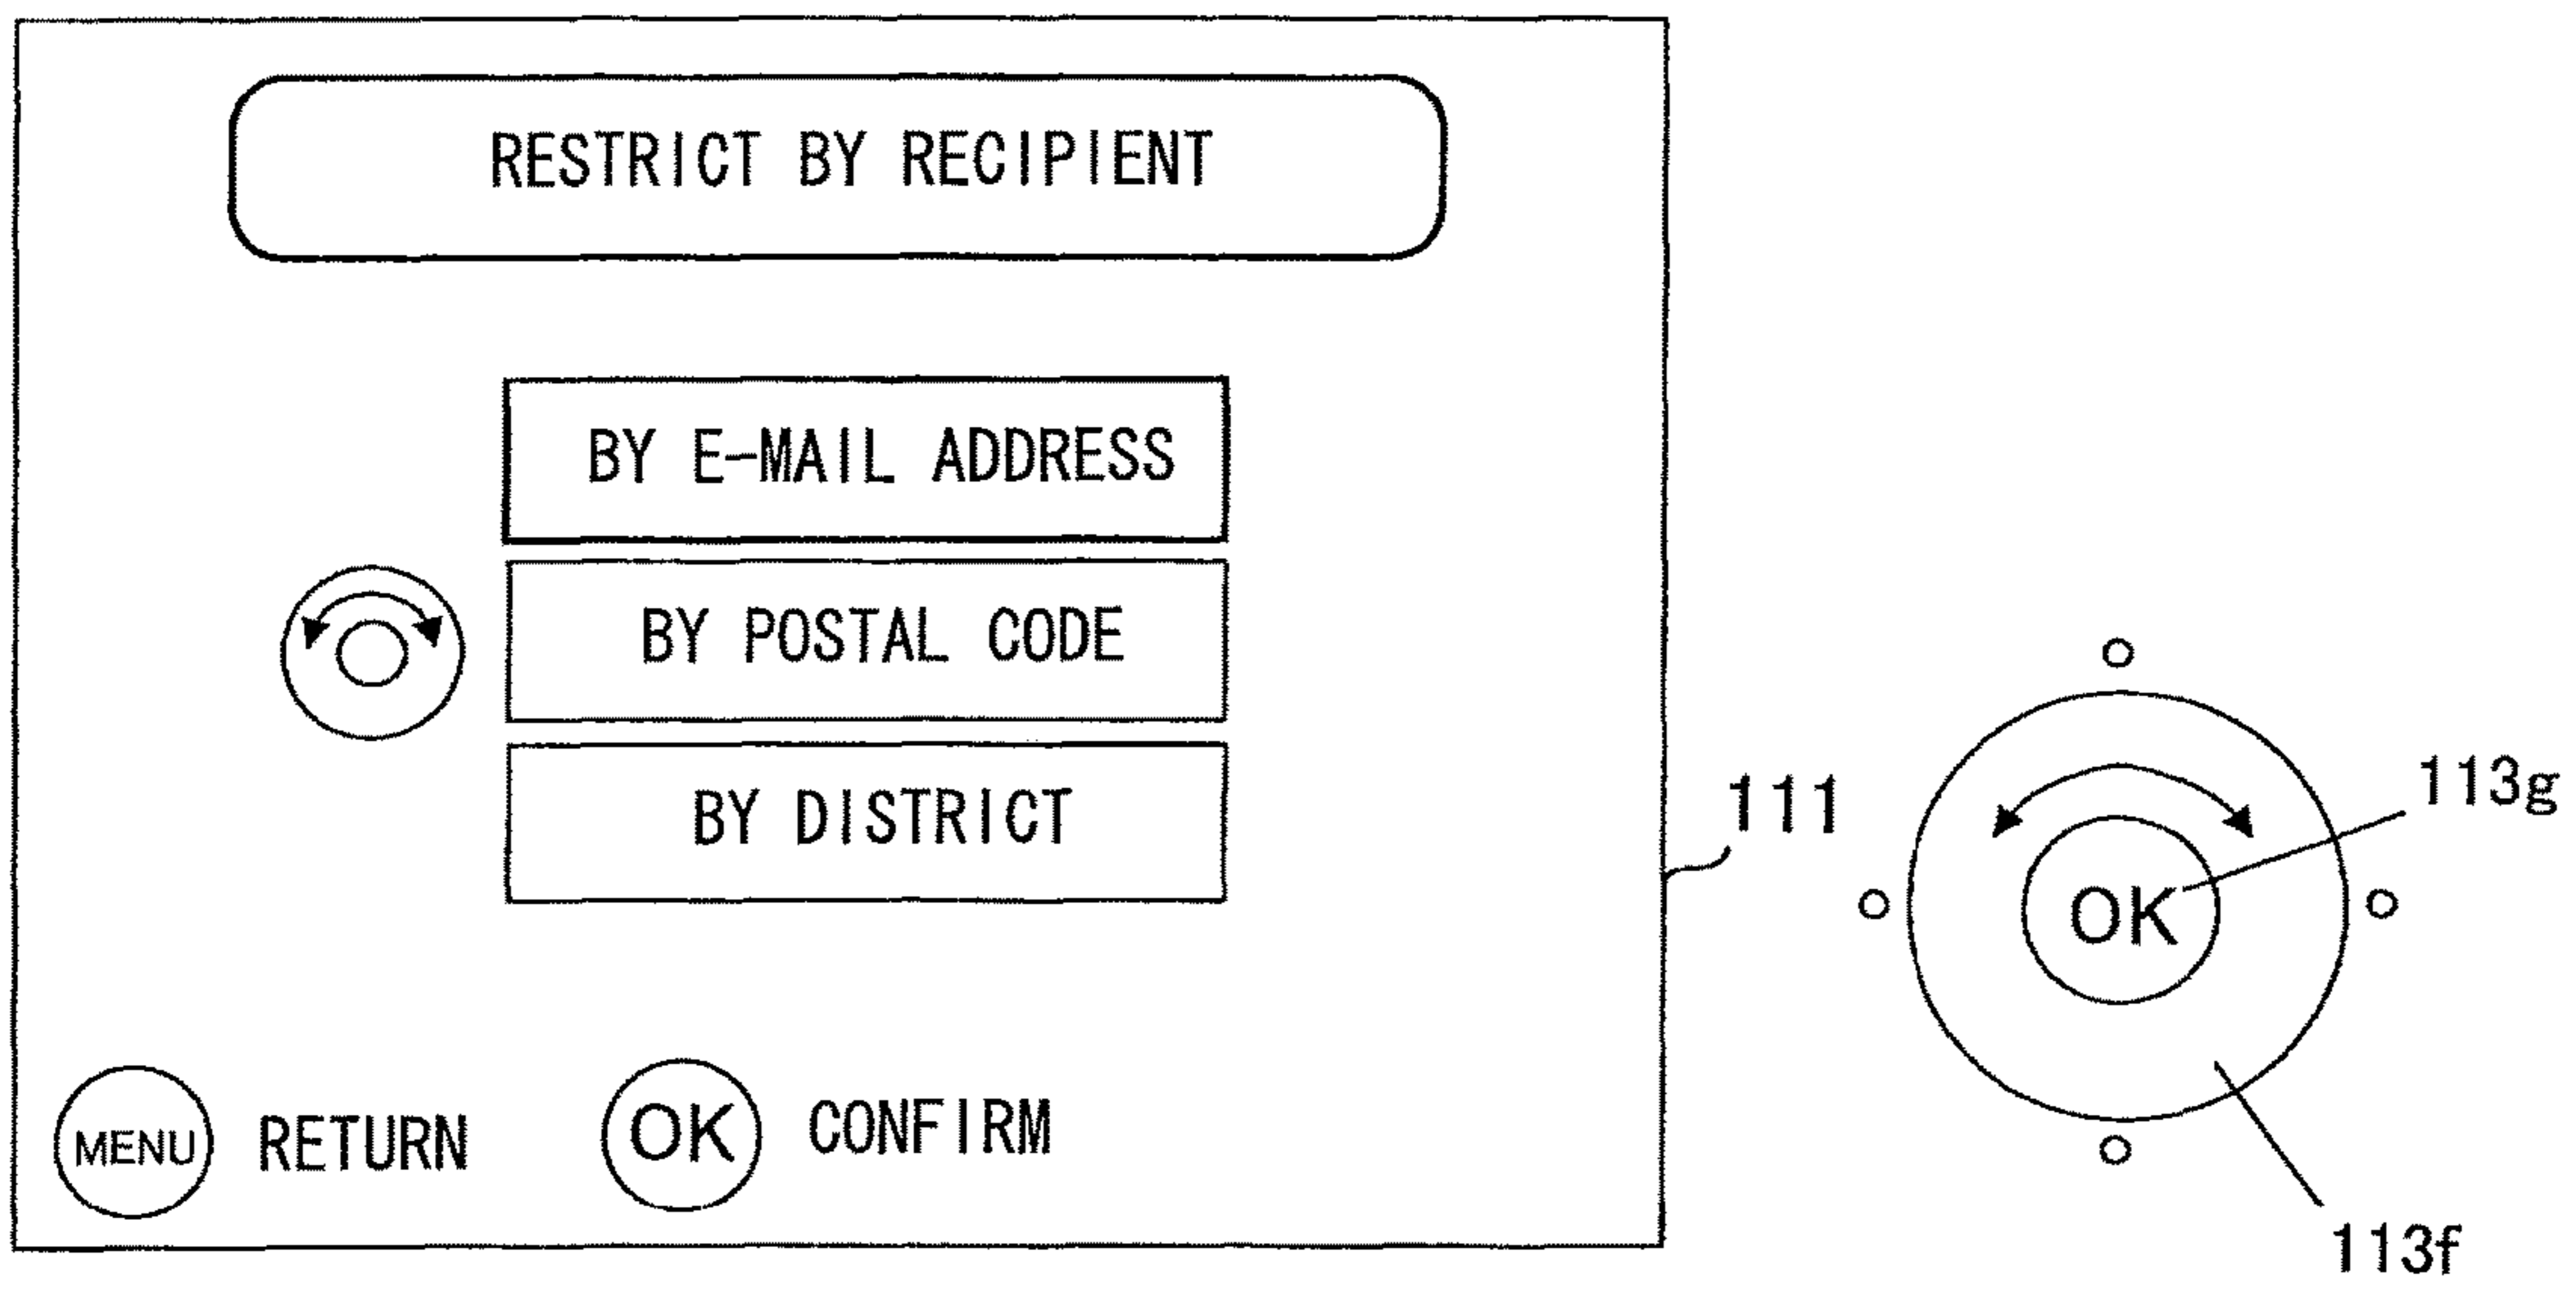 RESTRICT BY RECIPIENT
BY E-MAIL ADDRESS
BY POSTAL CODE
BY DISTRICT
MENU RETURN OK CONFIRM
111
OK
113g
113f